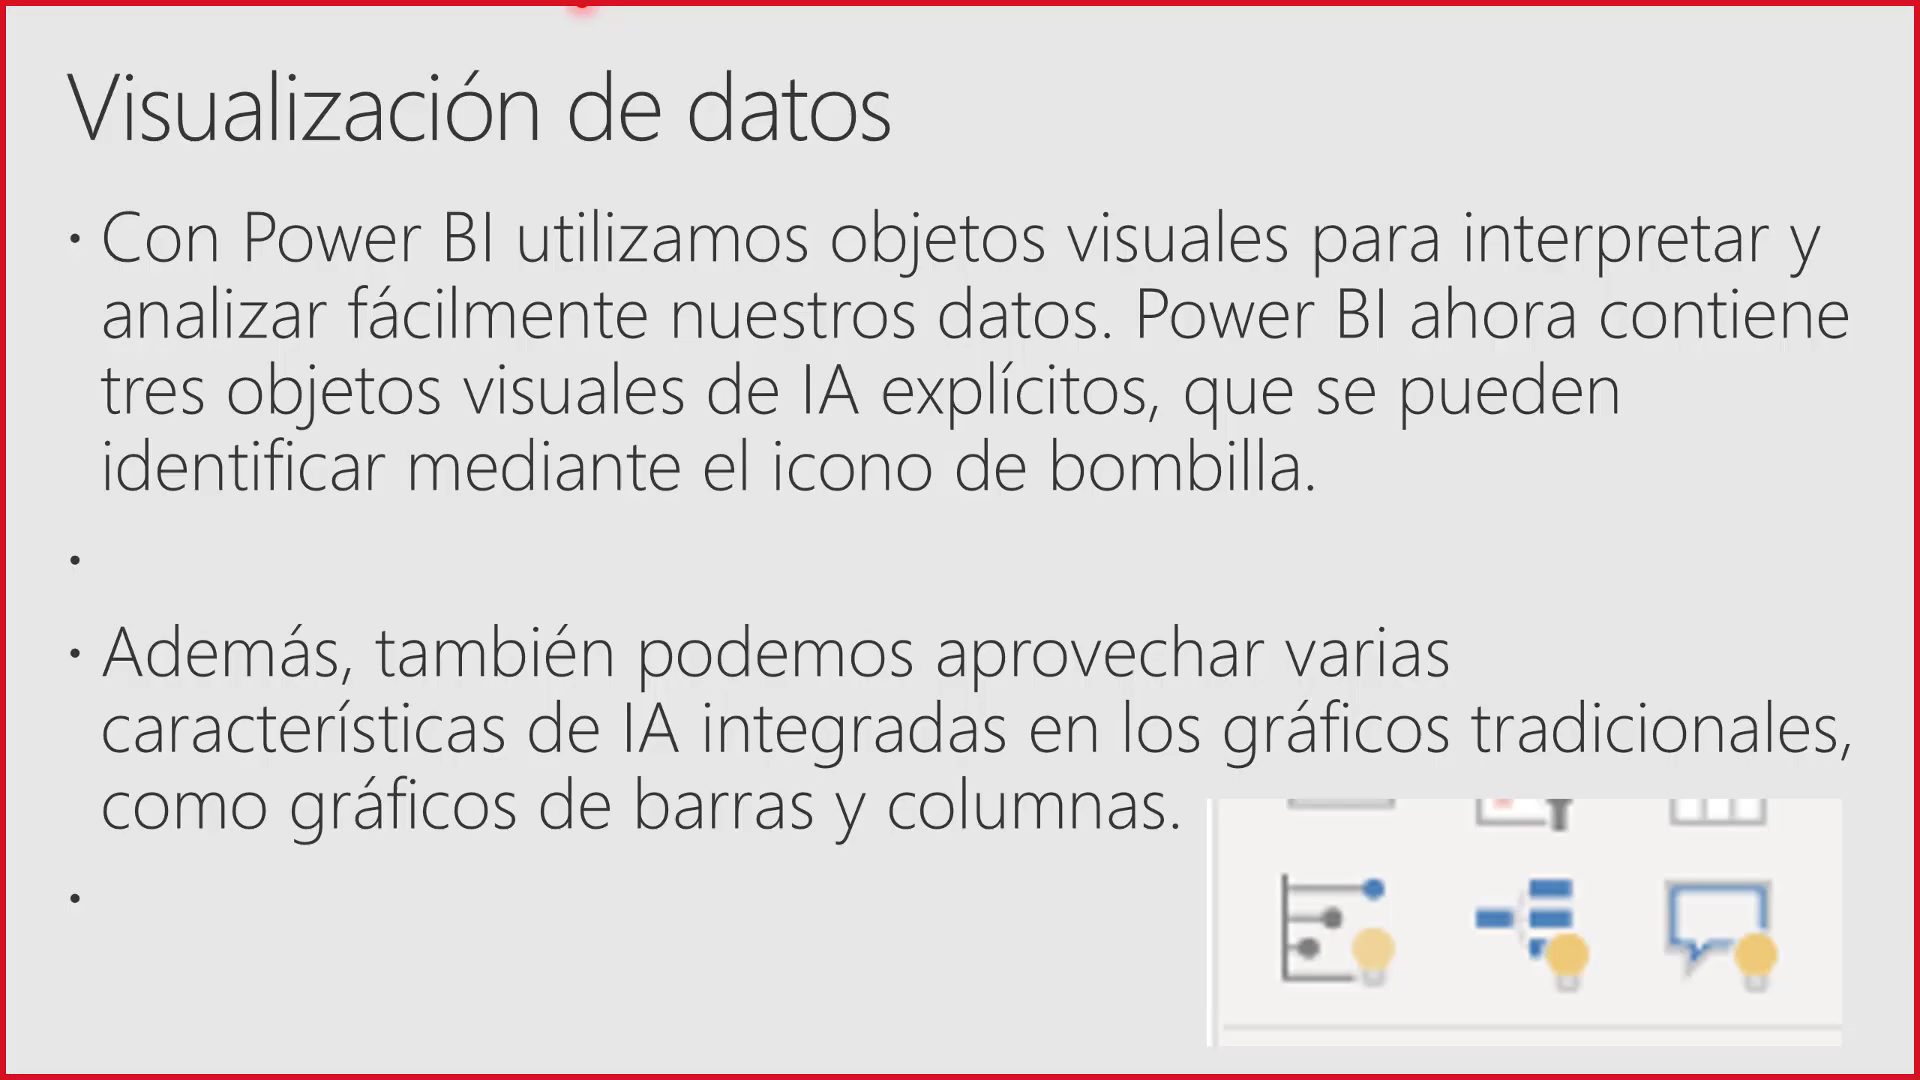 Visualización de datos
• Con Power BI utilizamos objetos visuales para interpretar y
analizar fácilmente nuestros datos. Power BI ahora contiene
tres objetos visuales de IA explícitos, que se pueden
identificar mediante el icono de bombilla.
•
• Además, también podemos aprovechar varias
características de IA integradas en los gráficos tradicionales,
como gráficos de barras y columnas.
•